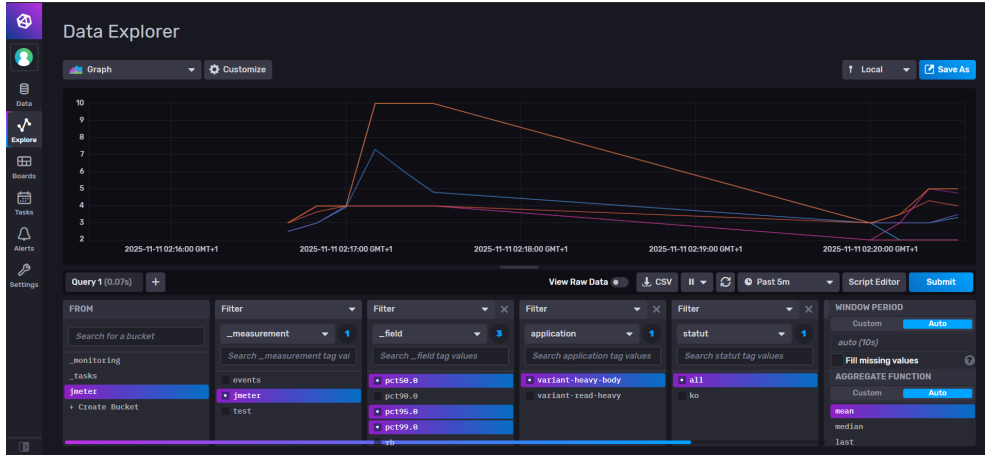 Data Explorer
Graph
Customize
Local
Save As
Data
Explore
Boards
Tasks
Alerts
Settings
10
9
8
7
6
5
4
3
2
2025-11-11 02:16:00 GMT+1
2025-11-11 02:17:00 GMT+1
2025-11-11 02:18:00 GMT+1
2025-11-11 02:19:00 GMT+1
2025-11-11 02:20:00 GMT+1
Query 1 (0.07s)
+
View Raw Data
CSV
Past 5m
Script Editor
Submit
FROM
Search for a bucket
_monitoring
_tasks
jmeter
+ Create Bucket
Filter
_measurement
1
Search _measurement tag val
events
jmeter
test
Filter
_field
3
Search _field tag values
pct50.0
pct90.0
pct95.0
pct99.0
rb
Filter
application
1
Search application tag values
variant-heavy-body
variant-read-heavy
Filter
statut
1
Search statut tag values
all
ko
WINDOW PERIOD
Custom
Auto
auto (10s)
Fill missing values
?
AGGREGATE FUNCTION
Custom
Auto
mean
median
last